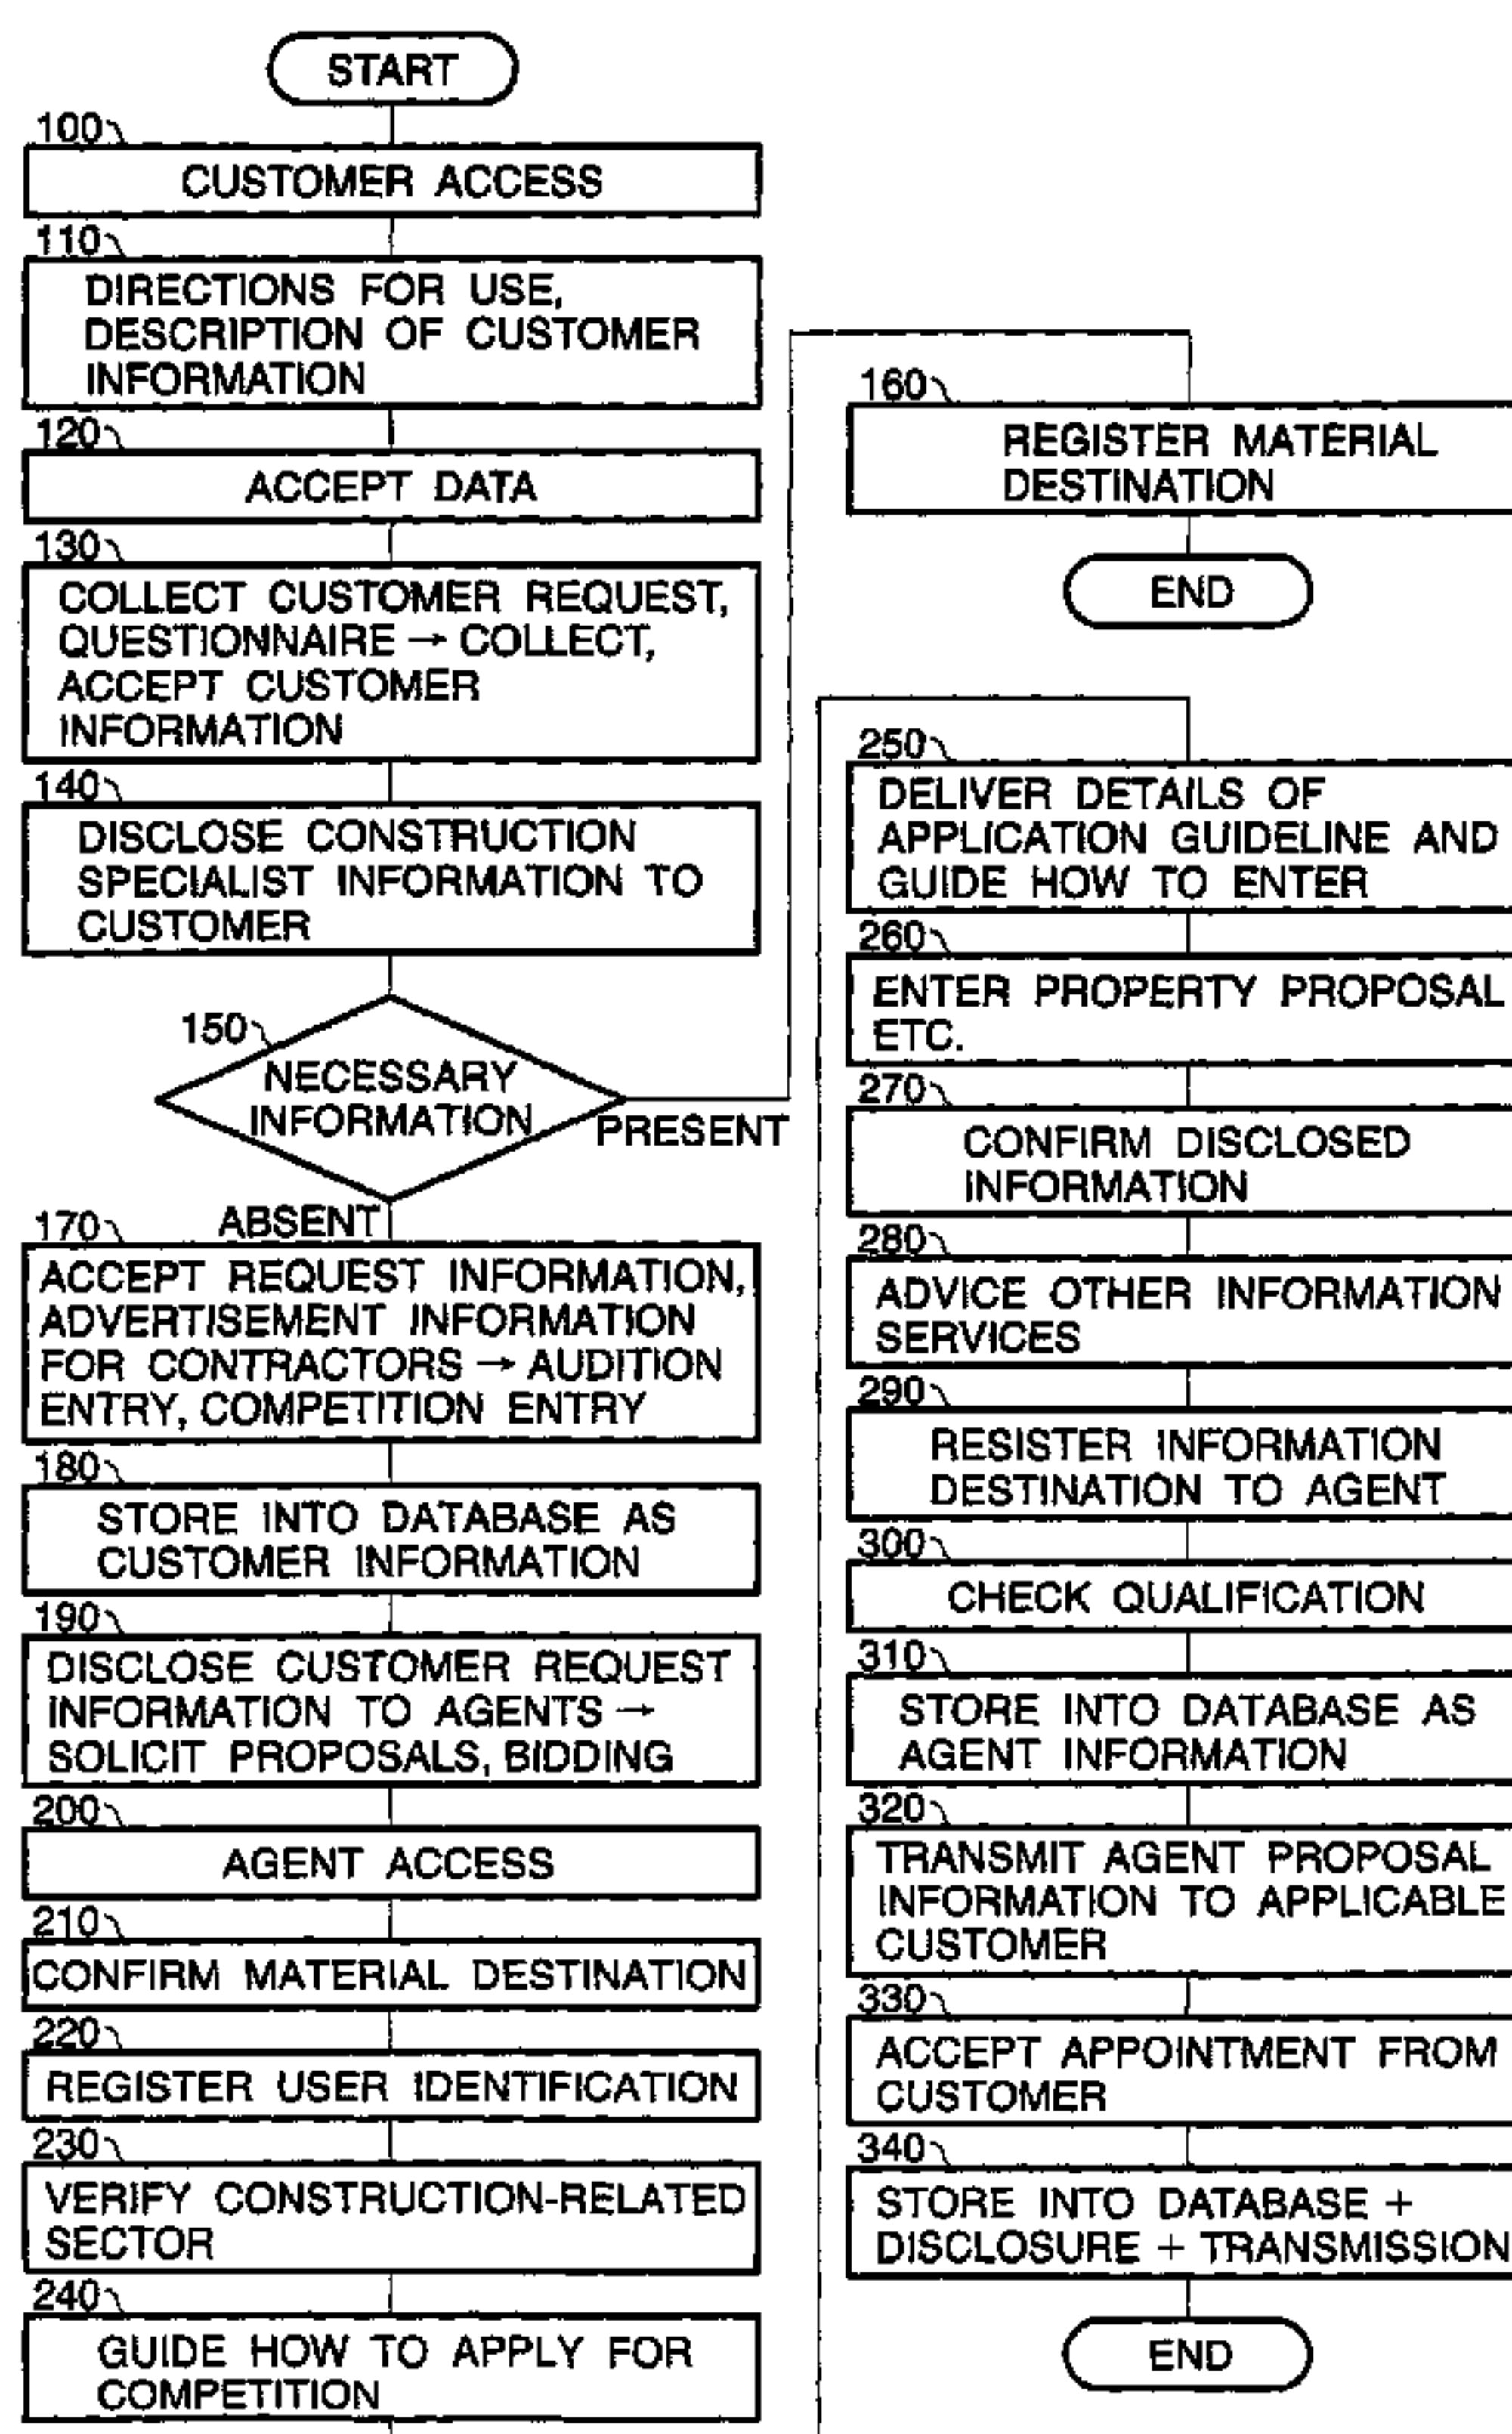 START
100
CUSTOMER ACCESS
110
DIRECTIONS FOR USE,
DESCRIPTION OF CUSTOMER
INFORMATION
120
ACCEPT DATA
130
COLLECT CUSTOMER REQUEST,
QUESTIONNAIRE → COLLECT,
ACCEPT CUSTOMER
INFORMATION
140
DISCLOSE CONSTRUCTION
SPECIALIST INFORMATION TO
CUSTOMER
150
NECESSARY
INFORMATION
PRESENT
ABSENT
160
REGISTER MATERIAL
DESTINATION
END
170
ACCEPT REQUEST INFORMATION,
ADVERTISEMENT INFORMATION
FOR CONTRACTORS → AUDITION
ENTRY, COMPETITION ENTRY
180
STORE INTO DATABASE AS
CUSTOMER INFORMATION
190
DISCLOSE CUSTOMER REQUEST
INFORMATION TO AGENTS →
SOLICIT PROPOSALS, BIDDING
200
AGENT ACCESS
210
CONFIRM MATERIAL DESTINATION
220
REGISTER USER IDENTIFICATION
230
VERIFY CONSTRUCTION-RELATED
SECTOR
240
GUIDE HOW TO APPLY FOR
COMPETITION
250
DELIVER DETAILS OF
APPLICATION GUIDELINE AND
GUIDE HOW TO ENTER
260
ENTER PROPERTY PROPOSAL
ETC.
270
CONFIRM DISCLOSED
INFORMATION
280
ADVICE OTHER INFORMATION
SERVICES
290
RESISTER INFORMATION
DESTINATION TO AGENT
300
CHECK QUALIFICATION
310
STORE INTO DATABASE AS
AGENT INFORMATION
320
TRANSMIT AGENT PROPOSAL
INFORMATION TO APPLICABLE
CUSTOMER
330
ACCEPT APPOINTMENT FROM
CUSTOMER
340
STORE INTO DATABASE +
DISCLOSURE + TRANSMISSION
END